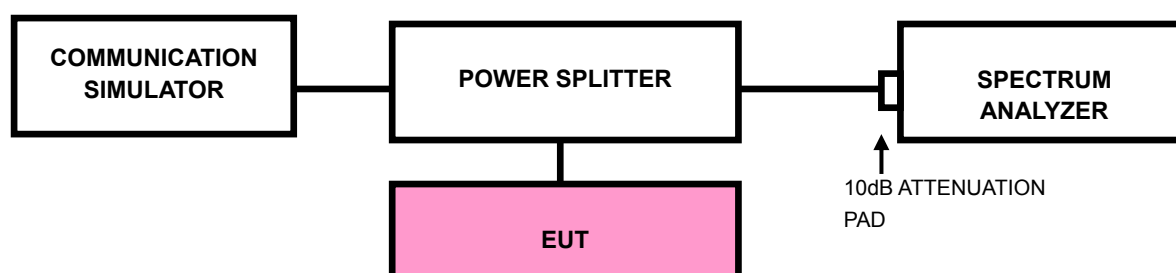 COMMUNICATION
SIMULATOR
POWER SPLITTER
SPECTRUM
ANALYZER
10dB ATTENUATION
PAD
EUT